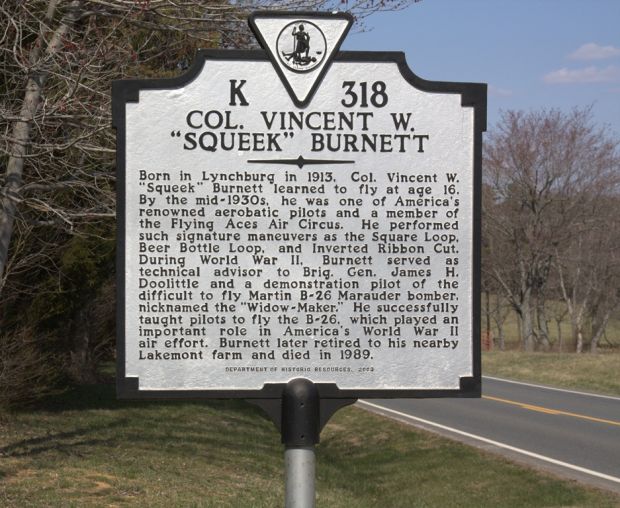 K 318
COL. VINCENT W.
"SQUEEK" BURNETT
Born in Lynchburg in 1913, Col. Vincent W.
"Squeek" Burnett learned to fly at age 16.
By the mid-1930s, he was one of America's
renowned aerobatic pilots and a member of
the Flying Aces Air Circus. He performed
such signature maneuvers as the Square Loop,
Beer Bottle Loop, and Inverted Ribbon Cut.
During World War II, Burnett served as
technical advisor to Brig. Gen. James H.
Doolittle and a demonstration pilot of the
difficult to fly Martin B-26 Marauder bomber,
nicknamed the "Widow-Maker." He successfully
taught pilots to fly the B-26, which played an
important role in America's World War II
air effort. Burnett later retired to his nearby
Lakemont farm and died in 1989.
DEPARTMENT OF HISTORIC RESOURCES, 2003